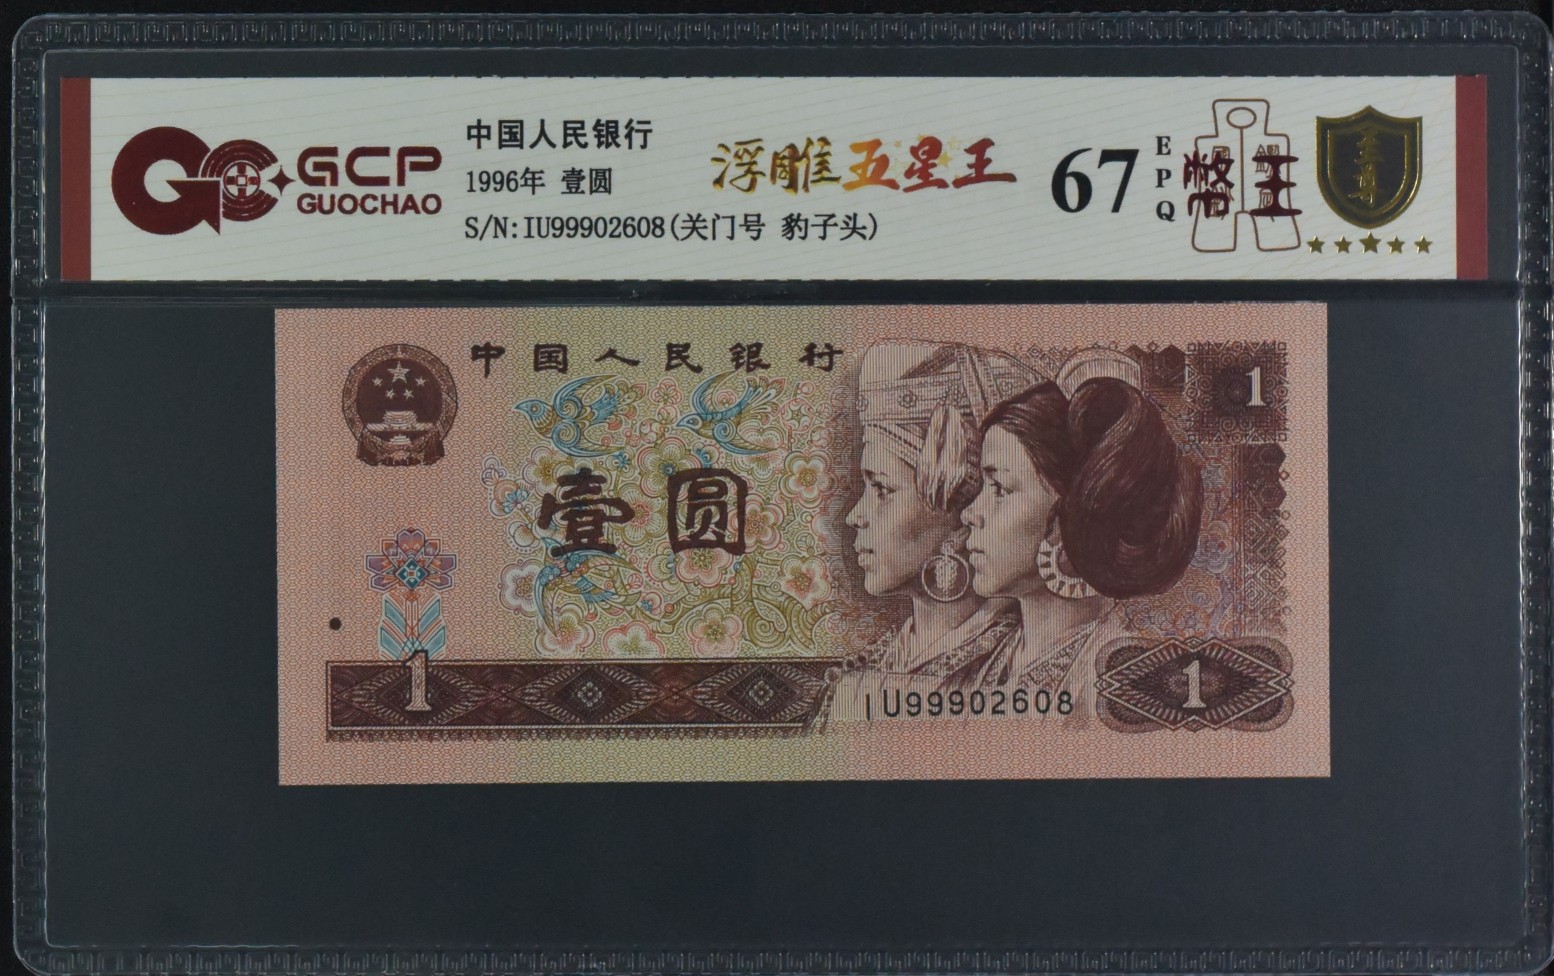 GCP
GUOCHAO
中国人民银行
1996年 壹圆
S/N:IU99902608(关门号 豹子头)
浮雕五星王
67
EPQ
至尊
中国人民银行
1
壹圆
1
IU99902608
1